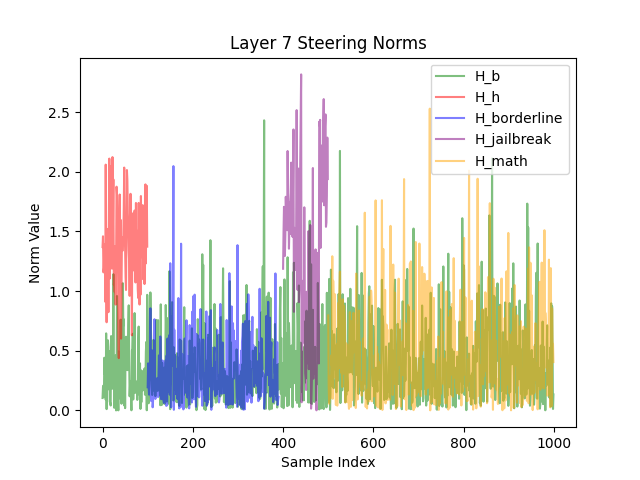 Layer 7 Steering Norms
H_b
H_h
H_borderline
H_jailbreak
H_math
Norm Value
2.5
2.0
1.5
1.0
0.5
0.0
0
200
400
600
800
1000
Sample Index